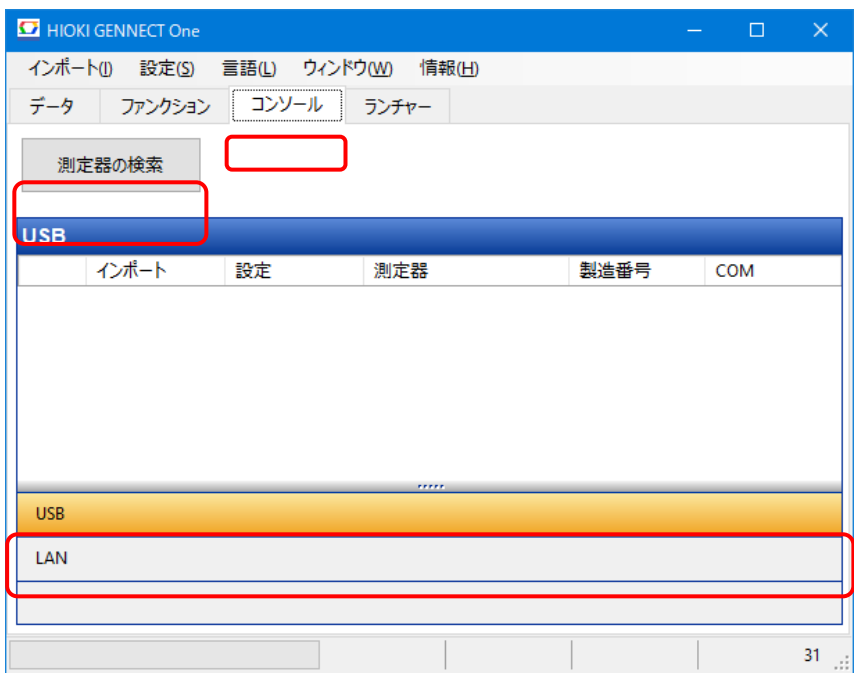 HIOKI GENNECT One
インポート(I) 設定(S) 言語(L) ウィンドウ(W) 情報(H)
データ ファンクション コンソール ランチャー
測定器の検索
USB
インポート 設定 測定器 製造番号 COM
USB
LAN
31